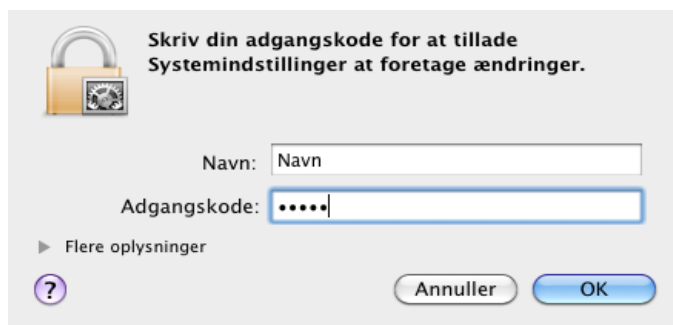 Skriv din adgangskode for at tillade
Systemindstillinger at foretage ændringer.
Navn: Navn
Adgangskode: •••••
Flere oplysninger
? Annuller OK